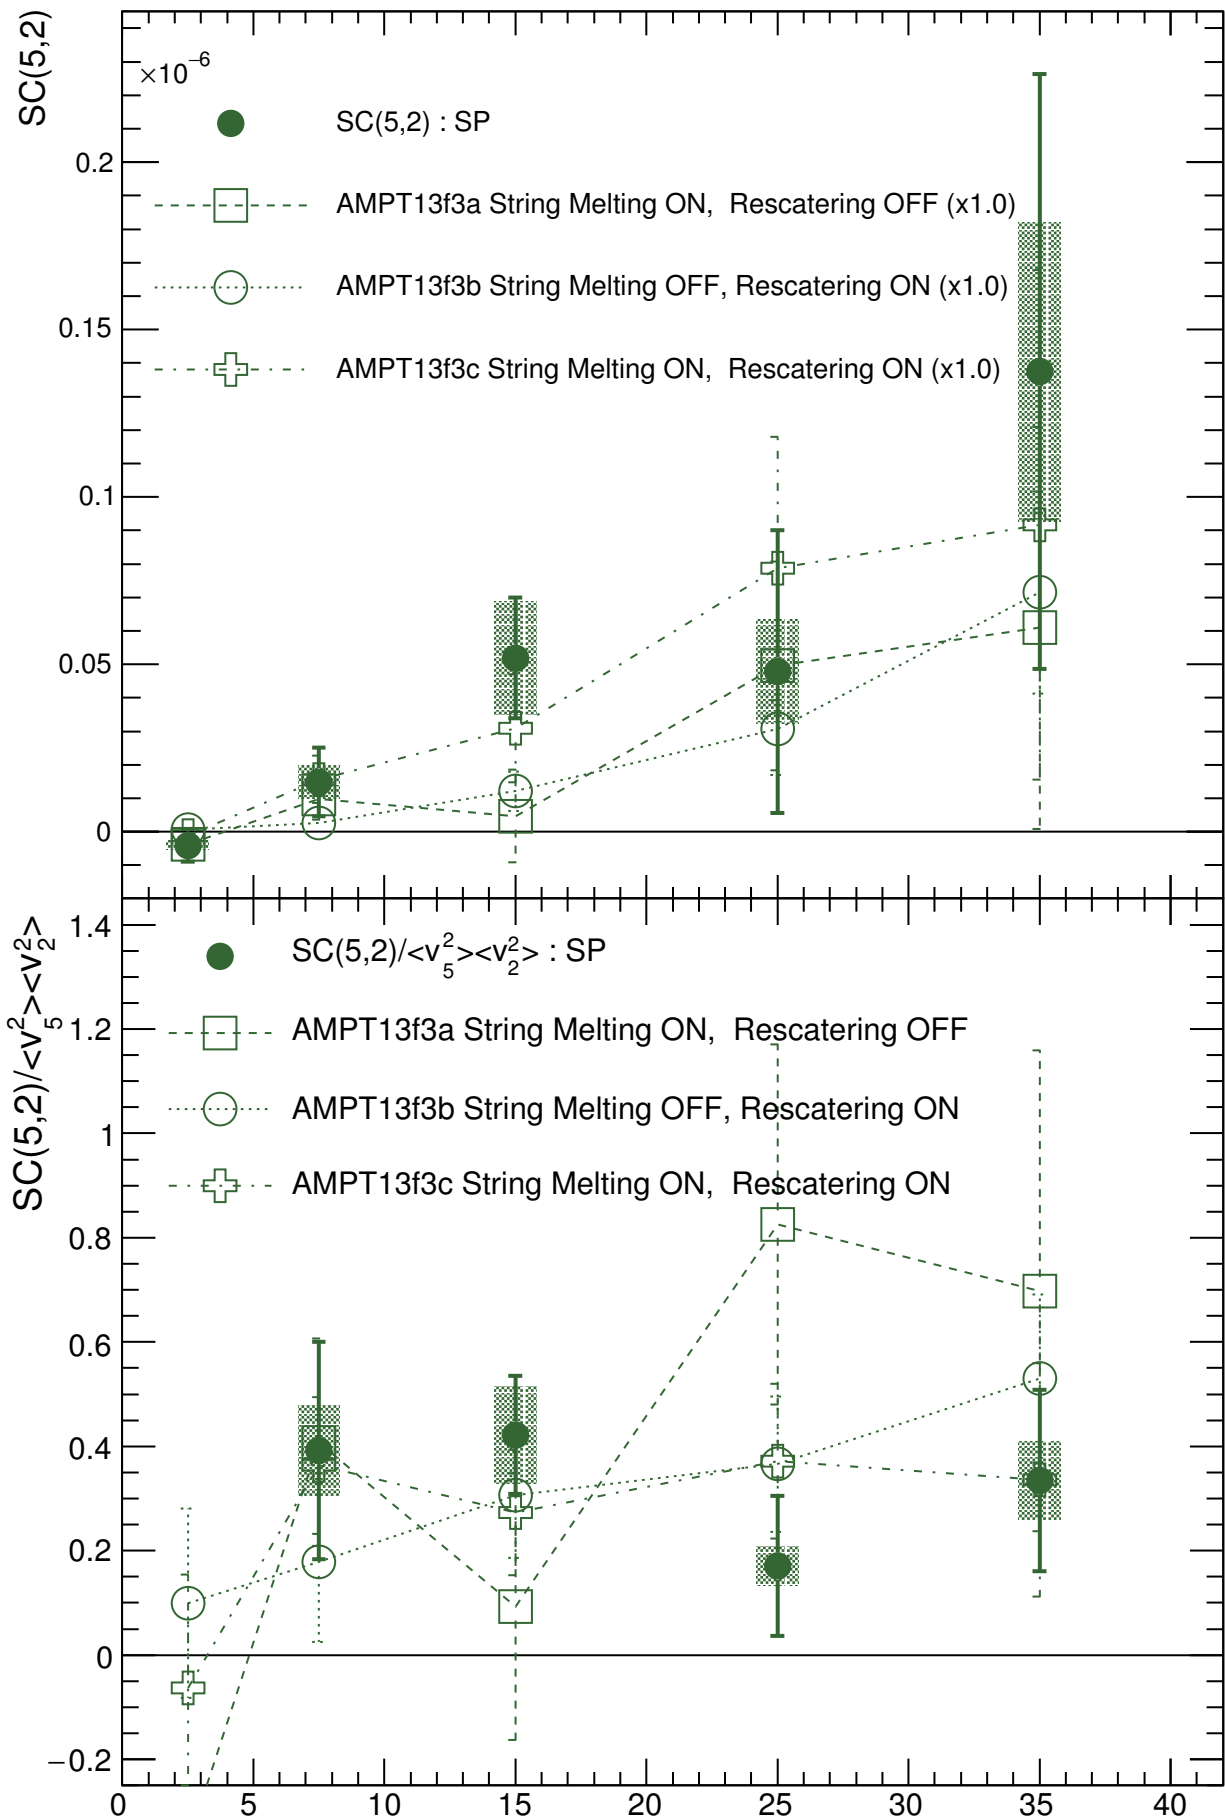 SC(5,2)
×10⁻⁶
SC(5,2) : SP
0.2
AMPT13f3a String Melting ON,  Rescatering OFF (x1.0)
AMPT13f3b String Melting OFF, Rescatering ON (x1.0)
0.15
AMPT13f3c String Melting ON,  Rescatering ON (x1.0)
0.1
0.05
0
SC(5,2)/<v₅²><v₂²>
1.4
SC(5,2)/<v₅²><v₂²> : SP
1.2
AMPT13f3a String Melting ON,  Rescatering OFF
AMPT13f3b String Melting OFF, Rescatering ON
1
AMPT13f3c String Melting ON,  Rescatering ON
0.8
0.6
0.4
0.2
0
−0.2
0 5 10 15 20 25 30 35 40